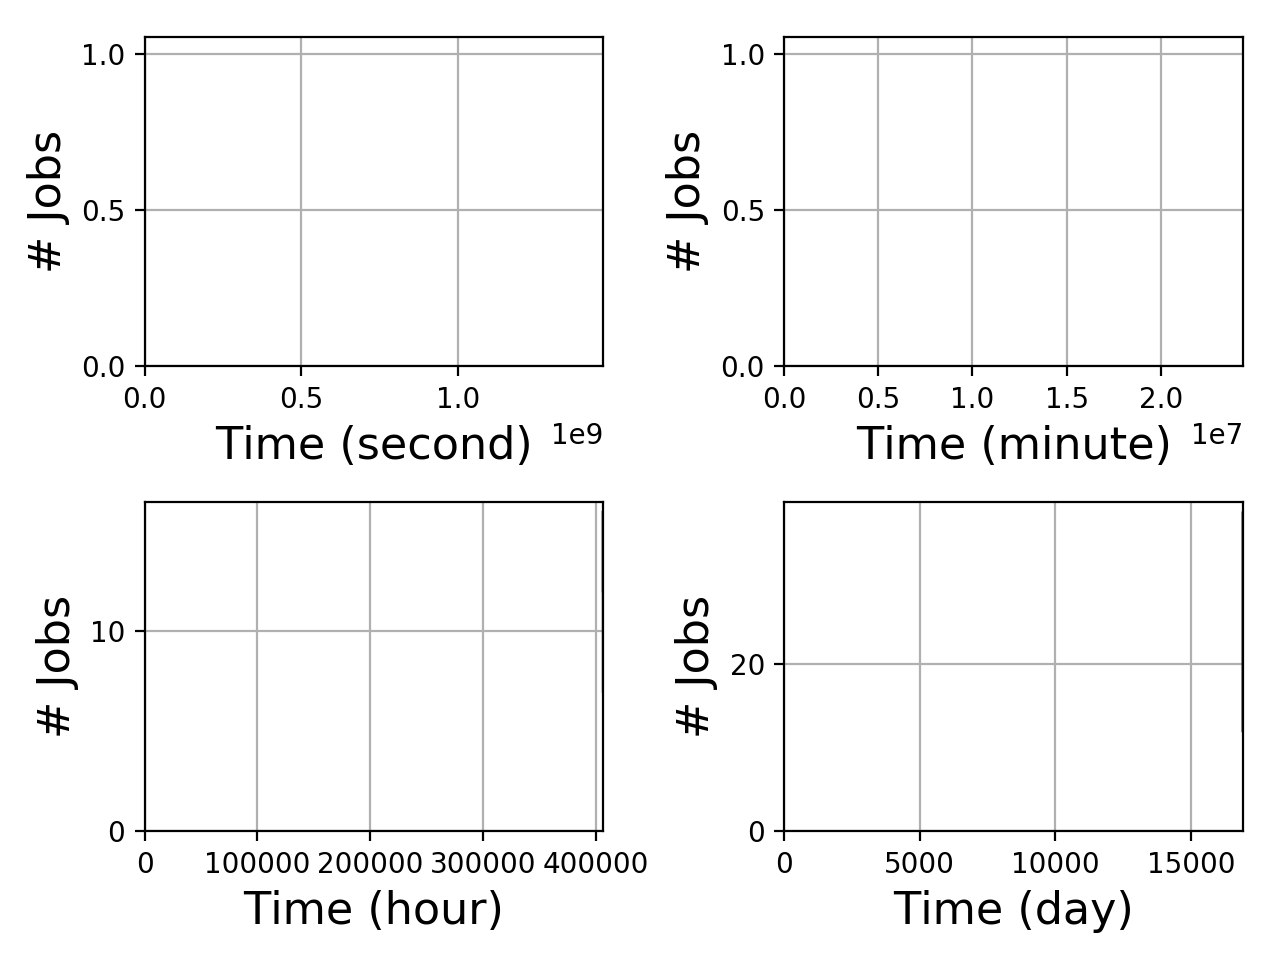 1.0
0.5
0.0
# Jobs
0.0 0.5 1.0
Time (second) 1e9
1.0
0.5
0.0
# Jobs
0.0 0.5 1.0 1.5 2.0
Time (minute) 1e7
10
0
# Jobs
0 100000 200000 300000 400000
Time (hour)
20
0
# Jobs
0 5000 10000 15000
Time (day)